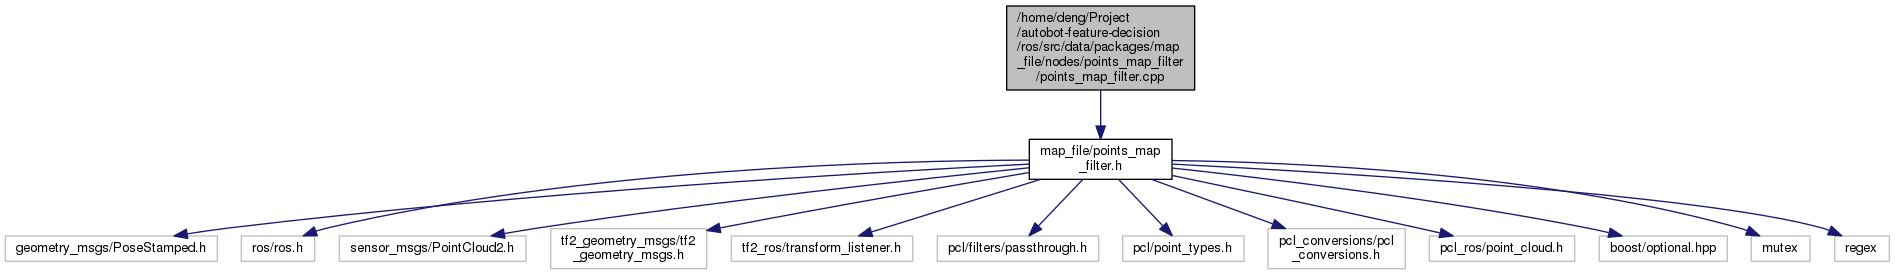 /home/deng/Project
/autobot-feature-decision
/ros/src/data/packages/map
_file/nodes/points_map_filter
/points_map_filter.cpp
map_file/points_map
_filter.h
geometry_msgs/PoseStamped.h
ros/ros.h
sensor_msgs/PointCloud2.h
tf2_geometry_msgs/tf2
_geometry_msgs.h
tf2_ros/transform_listener.h
pcl/filters/passthrough.h
pcl/point_types.h
pcl_conversions/pcl
_conversions.h
pcl_ros/point_cloud.h
boost/optional.hpp
mutex
regex